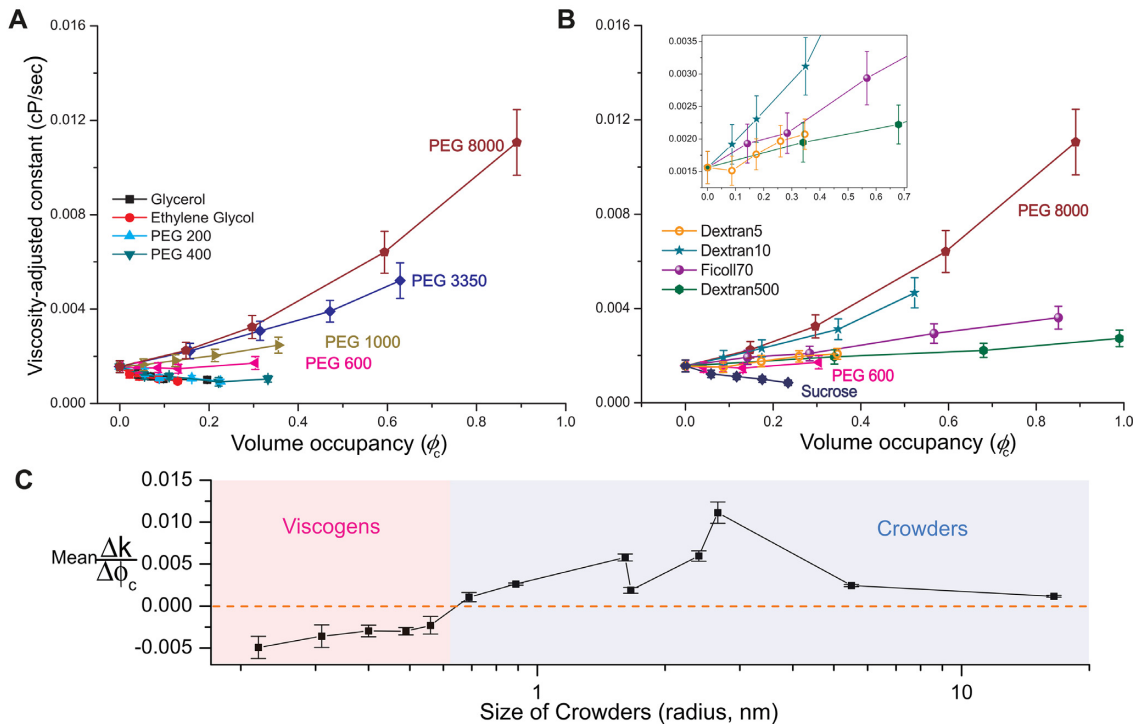 A
Viscosity-adjusted constant (cP/sec)
0.016
0.012
0.008
0.004
0.000
PEG 8000
Glycerol
Ethylene Glycol
PEG 200
PEG 400
PEG 3350
PEG 1000
PEG 600
0.0 0.2 0.4 0.6 0.8 1.0
Volume occupancy (ϕc)
B
0.016
0.012
0.008
0.004
0.000
0.0035
0.0030
0.0025
0.0020
0.0015
0.0 0.1 0.2 0.3 0.4 0.5 0.6 0.7
PEG 8000
Dextran5
Dextran10
Ficoll70
Dextran500
PEG 600
Sucrose
0.0 0.2 0.4 0.6 0.8 1.0
Volume occupancy (ϕc)
C
Mean Δk/Δϕc
0.015
0.010
0.005
0.000
-0.005
Viscogens
Crowders
1 10
Size of Crowders (radius, nm)